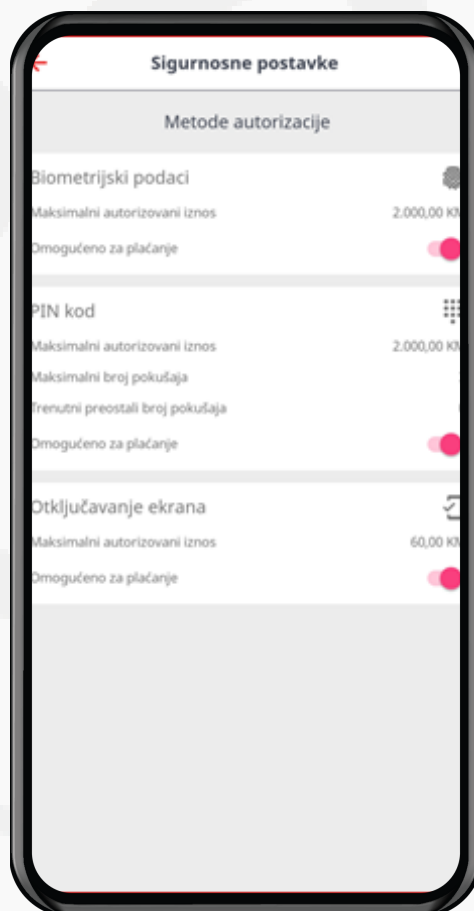 Sigurnosne postavke
Metode autorizacije
Biometrijski podaci
Maksimalni autorizovani iznos 2.000,00 KM
Omogućeno za plaćanje
PIN kod
Maksimalni autorizovani iznos 2.000,00 KM
Maksimalni broj pokušaja
Trenutni preostali broj pokušaja
Omogućeno za plaćanje
Otključavanje ekrana
Maksimalni autorizovani iznos 60,00 KM
Omogućeno za plaćanje